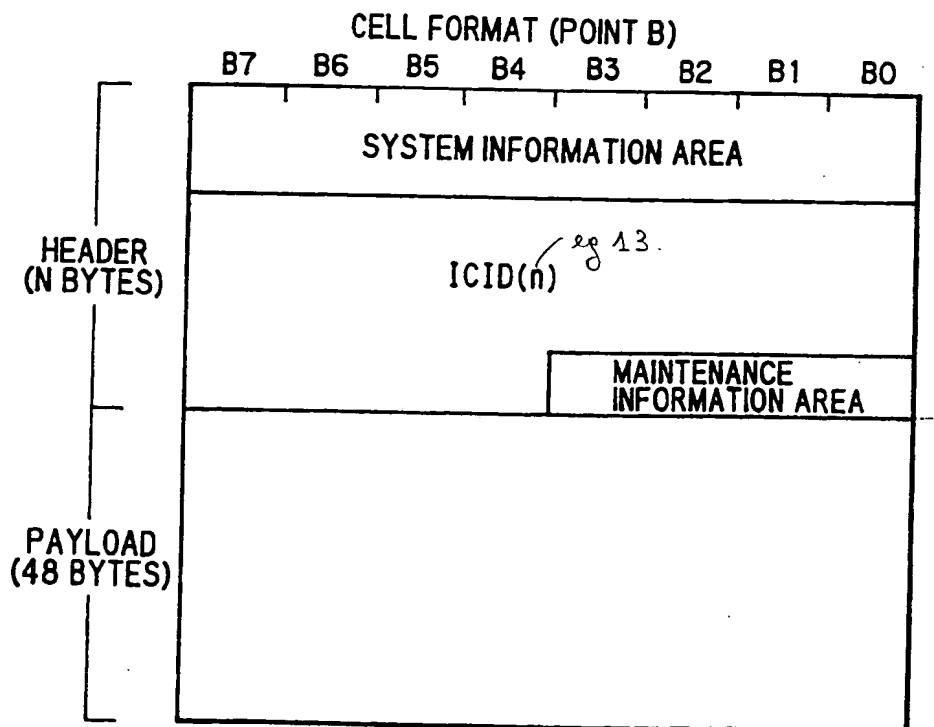 CELL FORMAT (POINT B)
B7 B6 B5 B4 B3 B2 B1 B0
SYSTEM INFORMATION AREA
HEADER
(N BYTES)
ICID(n) eg 13.
MAINTENANCE
INFORMATION AREA
PAYLOAD
(48 BYTES)